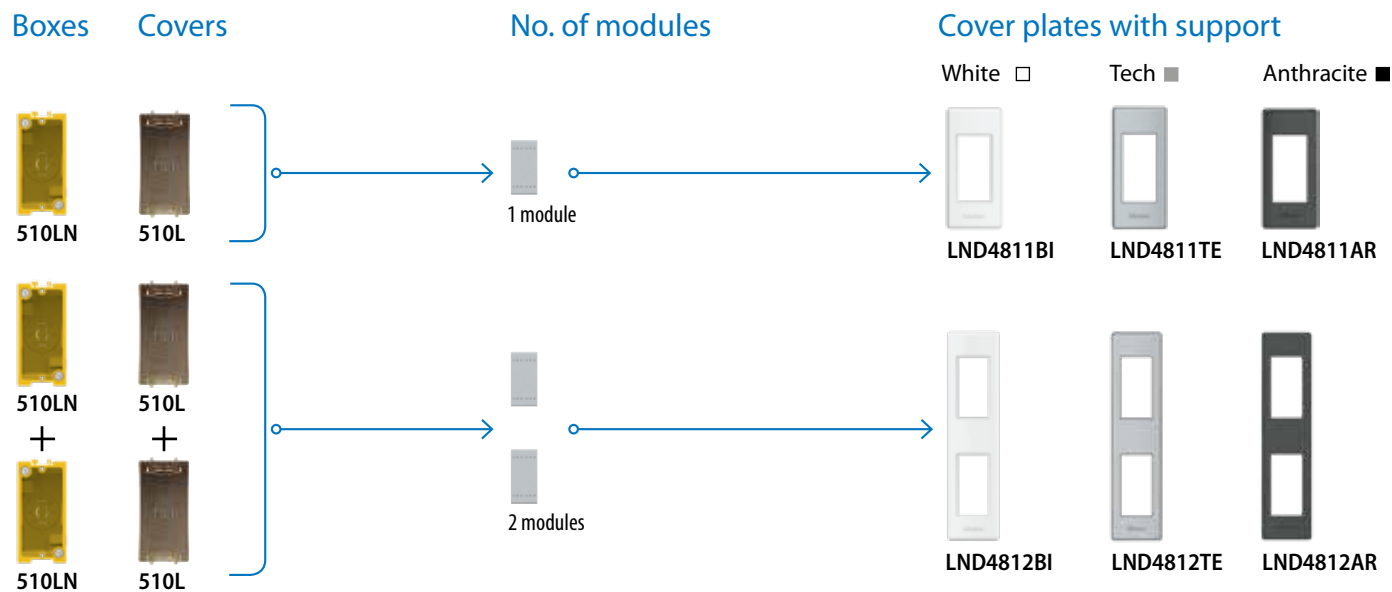 Boxes
Covers
No. of modules
Cover plates with support
White
Tech
Anthracite
510LN
510L
1 module
LND4811BI
LND4811TE
LND4811AR
510LN
510L
+
+
510LN
510L
2 modules
LND4812BI
LND4812TE
LND4812AR